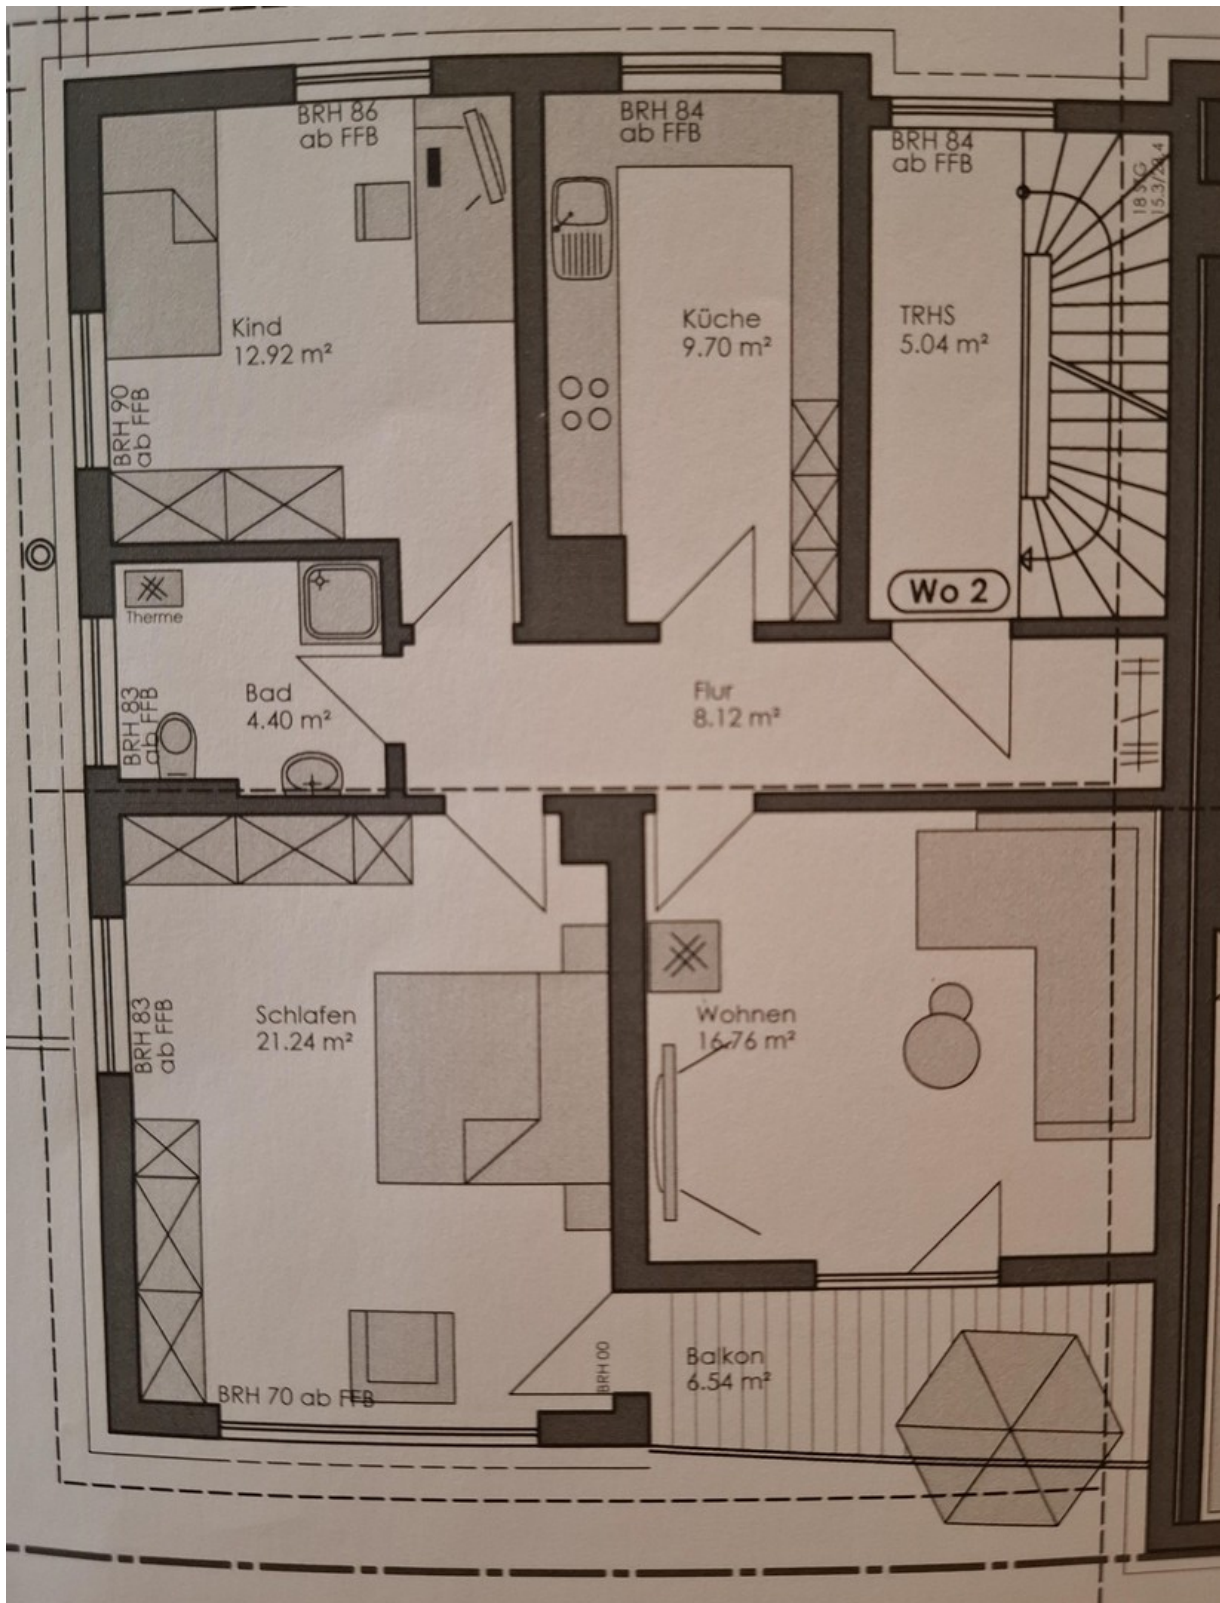 BRH 86
ab FFB
BRH 84
ab FFB
BRH 84
ab FFB
18 STG
Kind
12.92 m²
Küche
9.70 m²
TRHS
5.04 m²
BRH 90
ab FFB
Therme
Wo 2
BRH 83
ab FFB
Bad
4.40 m²
Flur
8.12 m²
BRH 83
ab FFB
Schlafen
21.24 m²
Wohnen
16.76 m²
BRH 00
Balkon
6.54 m²
BRH 70 ab FFB